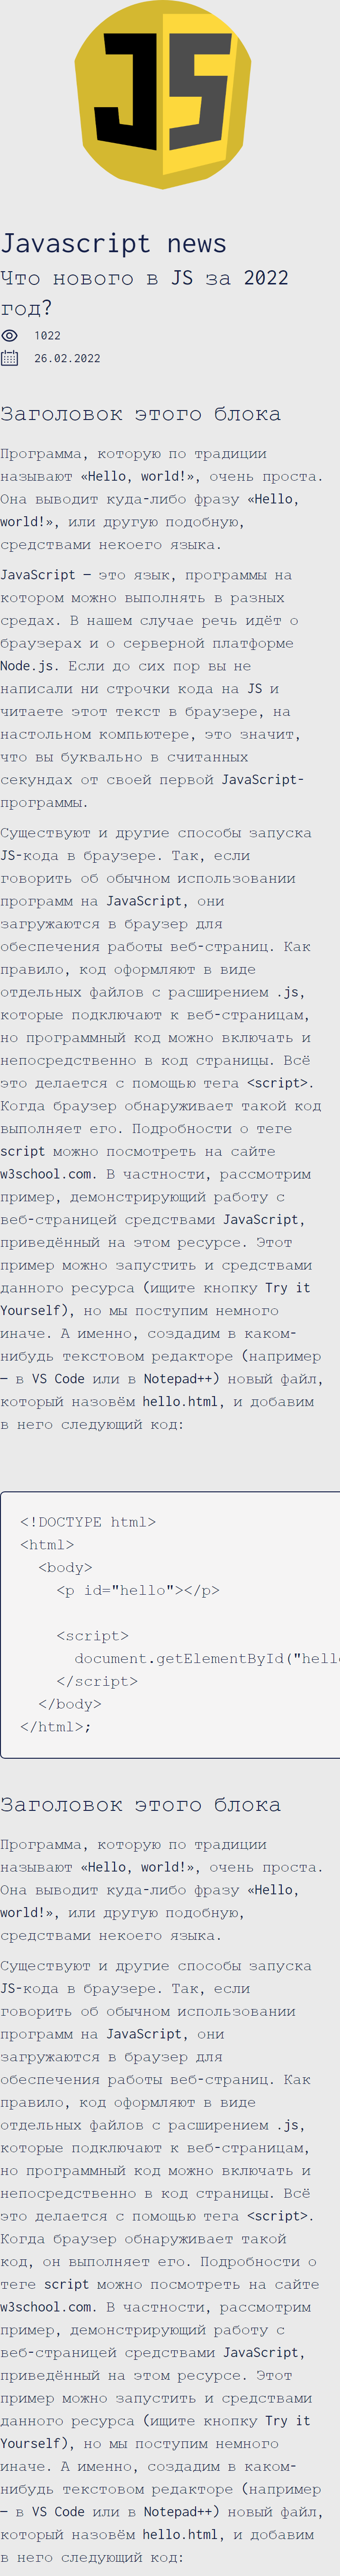 JS
Javascript news
Что нового в JS за 2022
год?
1022
26.02.2022
Заголовок этого блока
Программа, которую по традиции
называют «Hello, world!», очень проста.
Она выводит куда-либо фразу «Hello,
world!», или другую подобную,
средствами некоего языка.
JavaScript — это язык, программы на
котором можно выполнять в разных
средах. В нашем случае речь идёт о
браузерах и о серверной платформе
Node.js. Если до сих пор вы не
написали ни строчки кода на JS и
читаете этот текст в браузере, на
настольном компьютере, это значит,
что вы буквально в считанных
секундах от своей первой JavaScript-
программы.
Существуют и другие способы запуска
JS-кода в браузере. Так, если
говорить об обычном использовании
программ на JavaScript, они
загружаются в браузер для
обеспечения работы веб-страниц. Как
правило, код оформляют в виде
отдельных файлов с расширением .js,
которые подключают к веб-страницам,
но программный код можно включать и
непосредственно в код страницы. Всё
это делается с помощью тега <script>.
Когда браузер обнаруживает такой код
выполняет его. Подробности о теге
script можно посмотреть на сайте
w3school.com. В частности, рассмотрим
пример, демонстрирующий работу с
веб-страницей средствами JavaScript,
приведённый на этом ресурсе. Этот
пример можно запустить и средствами
данного ресурса (ищите кнопку Try it
Yourself), но мы поступим немного
иначе. А именно, создадим в каком-
нибудь текстовом редакторе (например
— в VS Code или в Notepad++) новый файл,
который назовём hello.html, и добавим
в него следующий код:
<!DOCTYPE html>
<html>
<body>
<p id="hello"></p>
<script>
document.getElementById("hell
</script>
</body>
</html>;
Заголовок этого блока
Программа, которую по традиции
называют «Hello, world!», очень проста.
Она выводит куда-либо фразу «Hello,
world!», или другую подобную,
средствами некоего языка.
Существуют и другие способы запуска
JS-кода в браузере. Так, если
говорить об обычном использовании
программ на JavaScript, они
загружаются в браузер для
обеспечения работы веб-страниц. Как
правило, код оформляют в виде
отдельных файлов с расширением .js,
которые подключают к веб-страницам,
но программный код можно включать и
непосредственно в код страницы. Всё
это делается с помощью тега <script>.
Когда браузер обнаруживает такой
код, он выполняет его. Подробности о
теге script можно посмотреть на сайте
w3school.com. В частности, рассмотрим
пример, демонстрирующий работу с
веб-страницей средствами JavaScript,
приведённый на этом ресурсе. Этот
пример можно запустить и средствами
данного ресурса (ищите кнопку Try it
Yourself), но мы поступим немного
иначе. А именно, создадим в каком-
нибудь текстовом редакторе (например
— в VS Code или в Notepad++) новый файл,
который назовём hello.html, и добавим
в него следующий код: